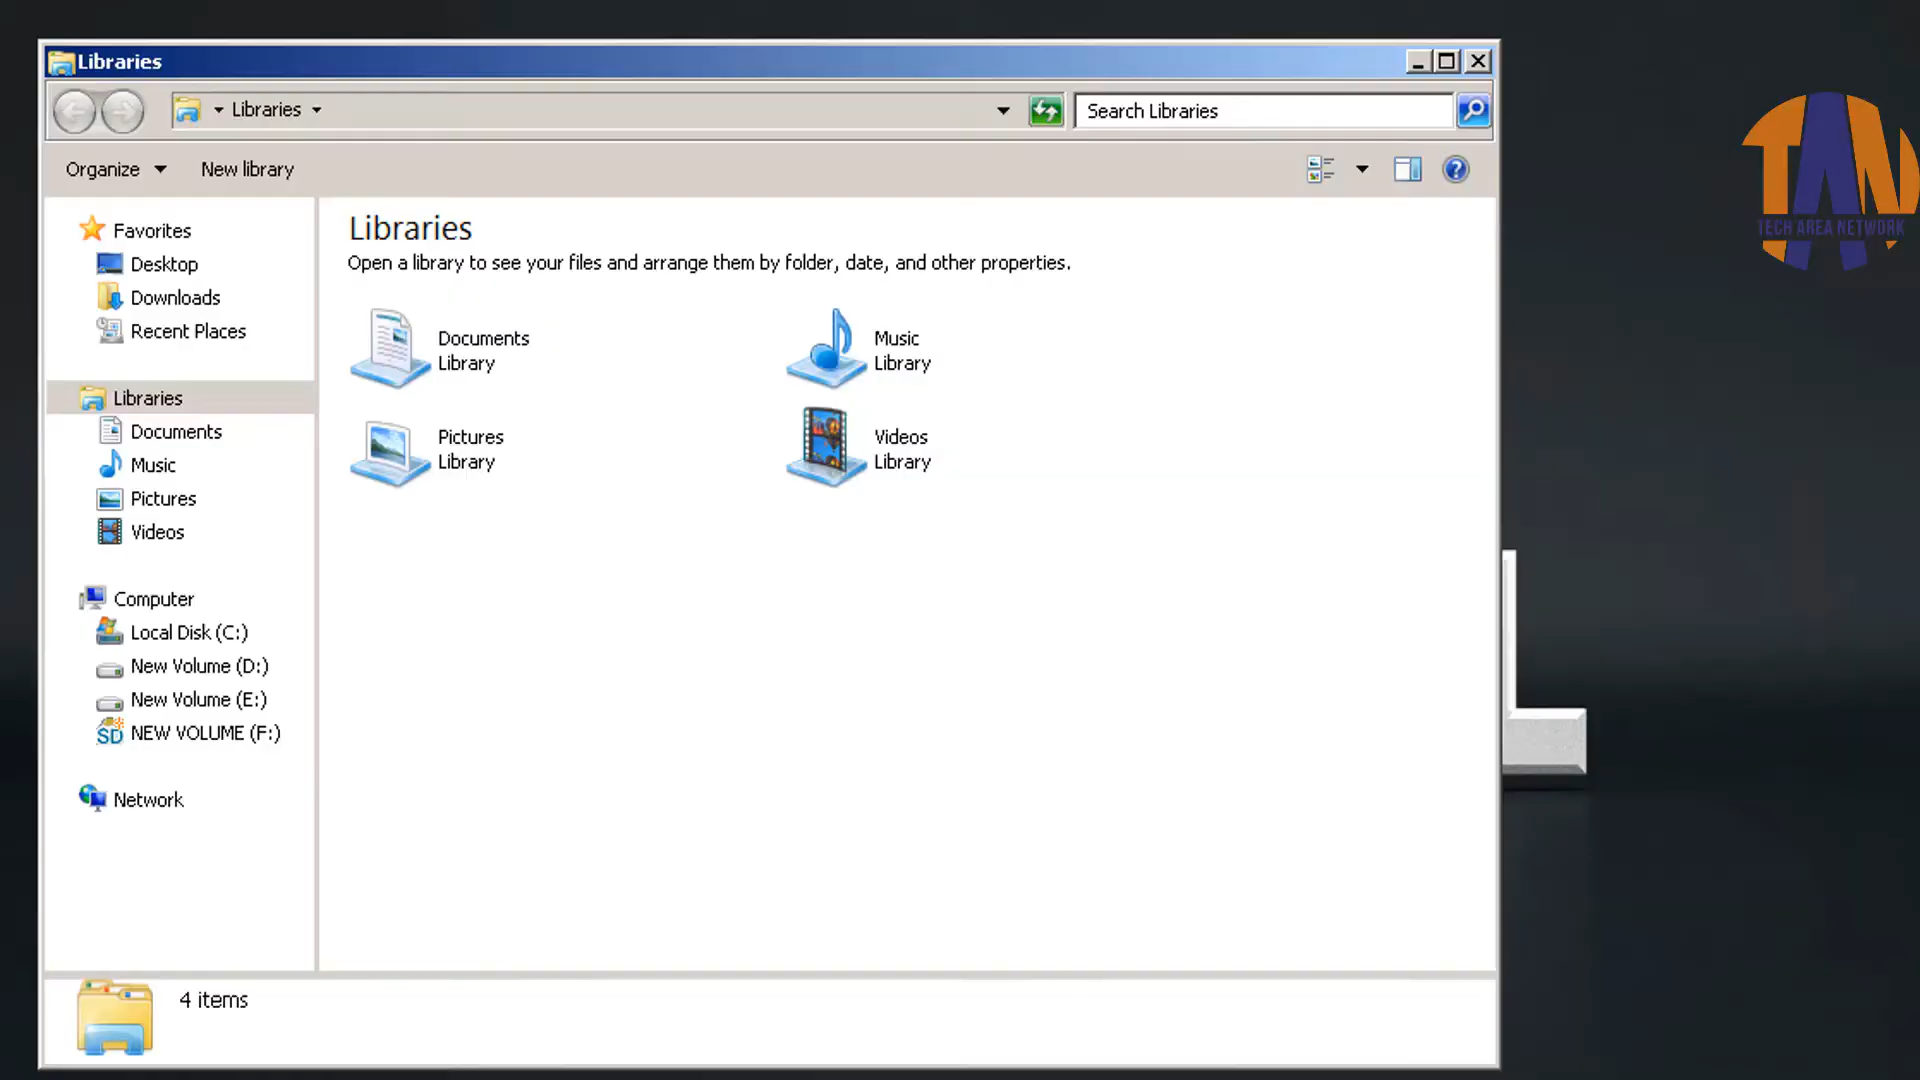 Libraries
Libraries
Search Libraries
Organize
New library
Favorites
Desktop
Downloads
Recent Places
Libraries
Documents
Music
Pictures
Videos
Computer
Local Disk (C:)
New Volume (D:)
New Volume (E:)
NEW VOLUME (F:)
SD
Network
Libraries
Open a library to see your files and arrange them by folder, date, and other properties.
Documents
Library
Music
Library
Pictures
Library
Videos
Library
4 items
TAN
TECH AREA NETWORK